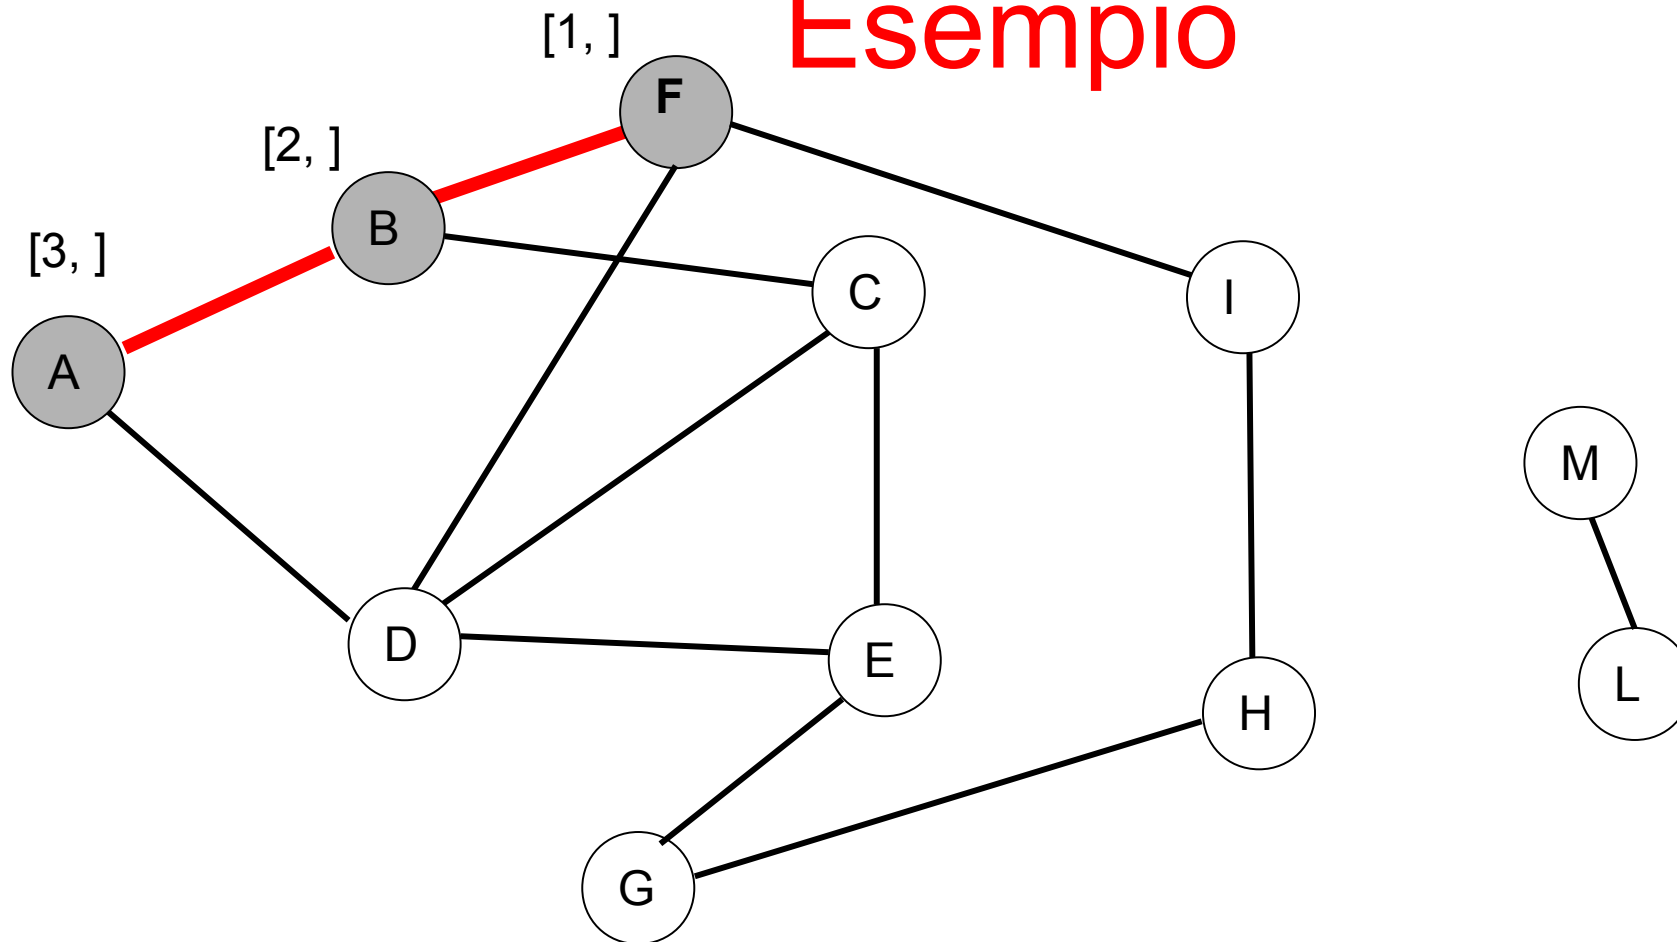 Esempio
[1, ]
F
[2, ]
B
[3, ]
A
C
I
M
D
E
L
H
G